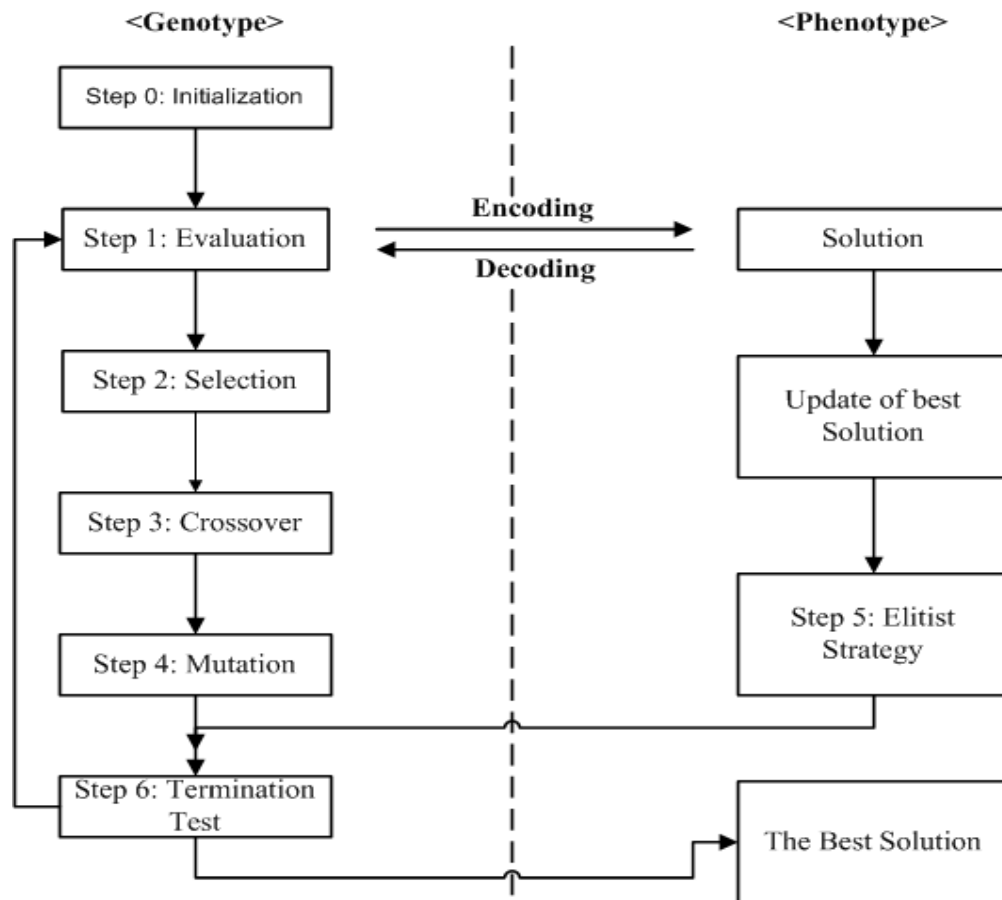 <Genotype>
<Phenotype>
Step 0: Initialization
Encoding
Step 1: Evaluation
Solution
Decoding
Step 2: Selection
Update of best
Solution
Step 3: Crossover
Step 5: Elitist
Strategy
Step 4: Mutation
Step 6: Termination
Test
The Best Solution